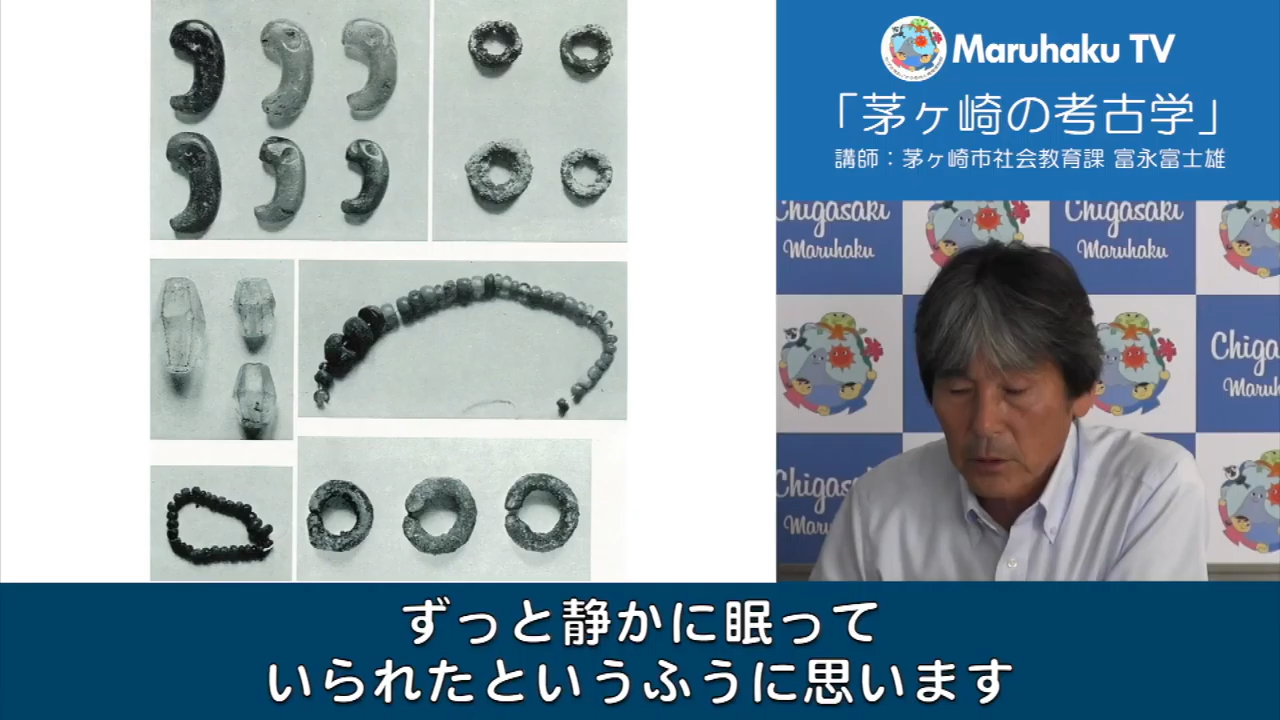 Maruhaku TV
「茅ヶ崎の考古学」
講師：茅ヶ崎市社会教育課 富永富士雄
Chigasaki
Maruhaku
Chigasaki
Maruhaku
Chiga
Maruh
Chigas
Maru
ずっと静かに眠って
いられたというふうに思います